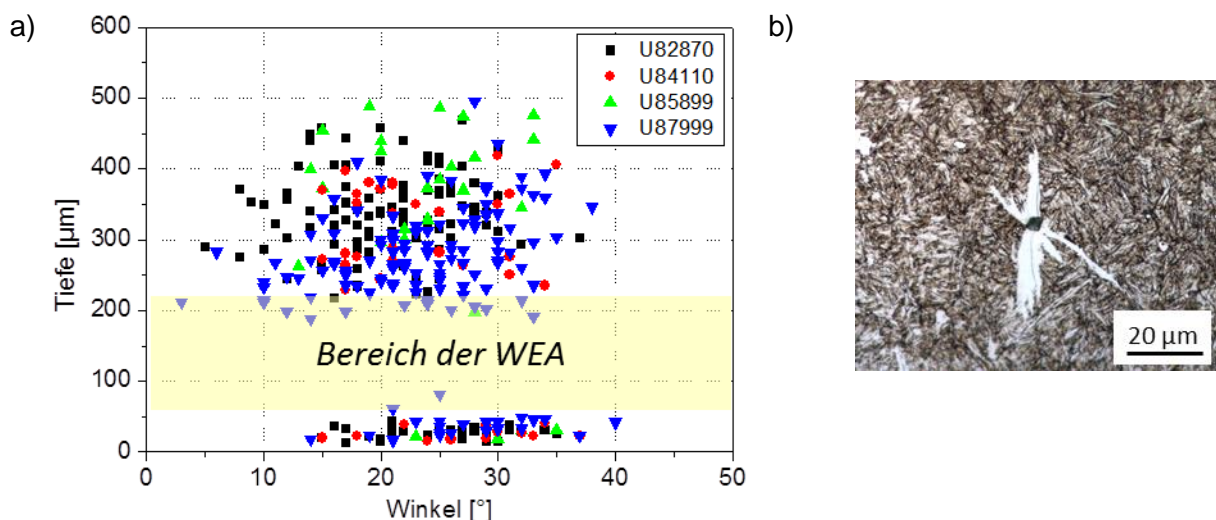 a)
b)
600
500
400
300
200
100
0
Tiefe [µm]
0 10 20 30 40 50
Winkel [°]
U82870
U84110
U85899
U87999
Bereich der WEA
20 µm